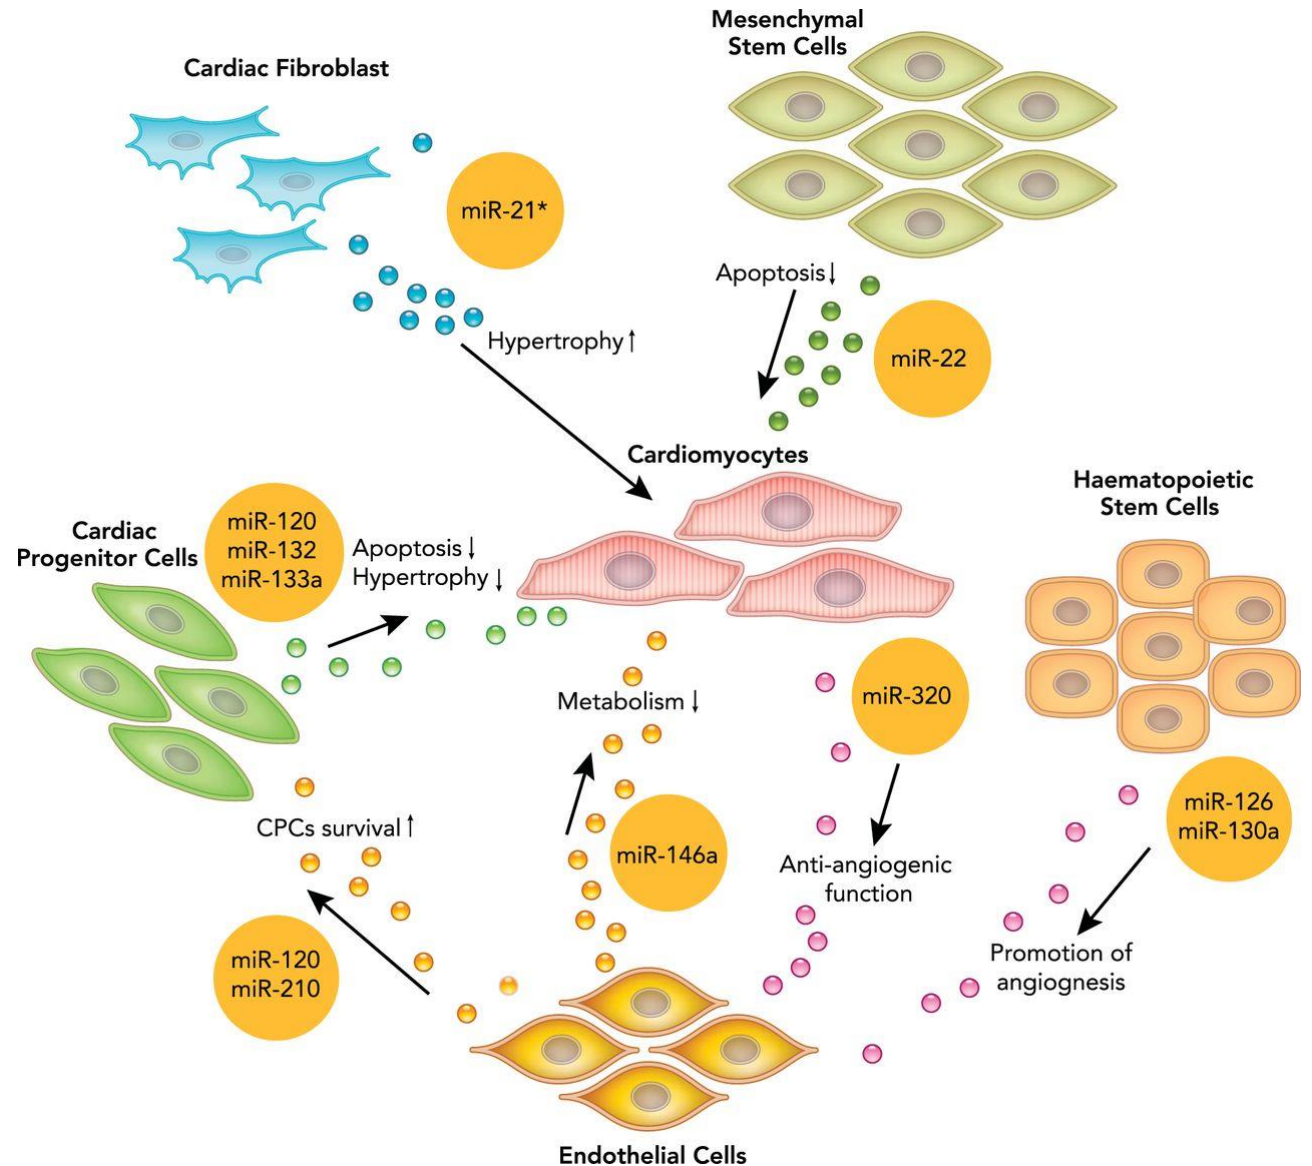 Mesenchymal
Stem Cells
Cardiac Fibroblast
miR-21*
Apoptosis↓
Hypertrophy↑
miR-22
Cardiomyocytes
Haematopoietic
Stem Cells
Cardiac
Progenitor Cells
miR-120
miR-132
miR-133a
Apoptosis↓
Hypertrophy↓
Metabolism↓
miR-320
CPCs survival↑
miR-146a
Anti-angiogenic
function
miR-126
miR-130a
miR-120
miR-210
Promotion of
angiognesis
Endothelial Cells